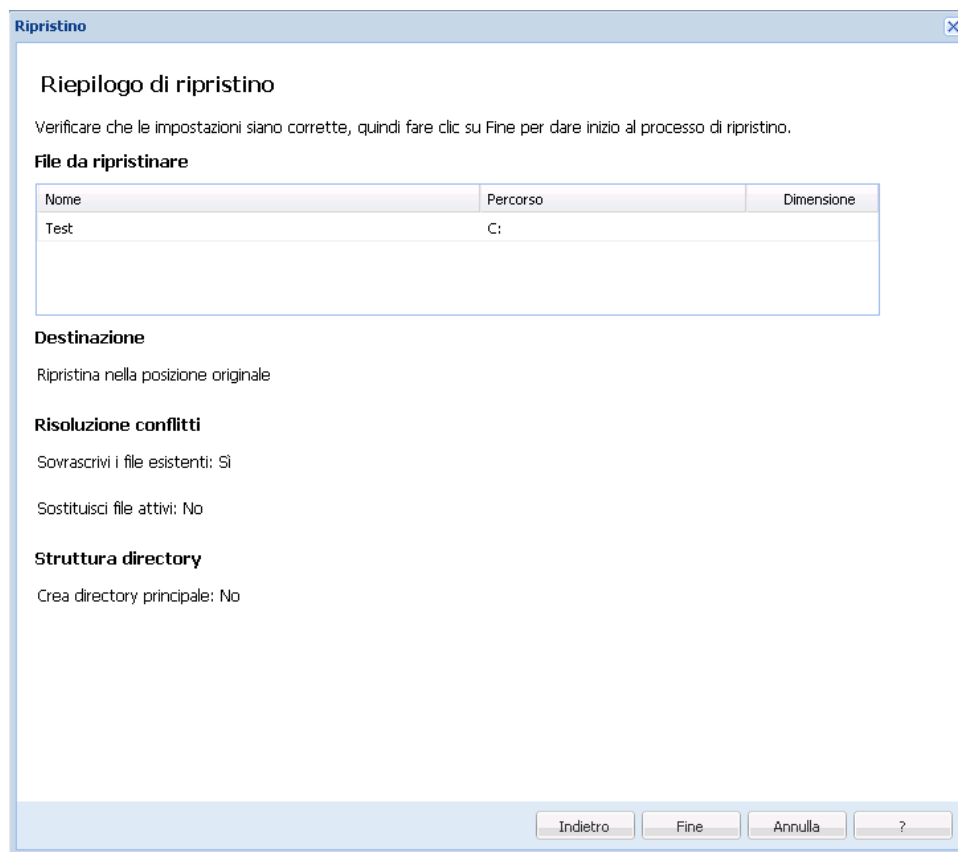 Ripristino
Riepilogo di ripristino
Verificare che le impostazioni siano corrette, quindi fare clic su Fine per dare inizio al processo di ripristino.
File da ripristinare
Nome Percorso Dimensione
Test C:
Destinazione
Ripristina nella posizione originale
Risoluzione conflitti
Sovrascrivi i file esistenti: Sì
Sostituisci file attivi: No
Struttura directory
Crea directory principale: No
Indietro Fine Annulla ?